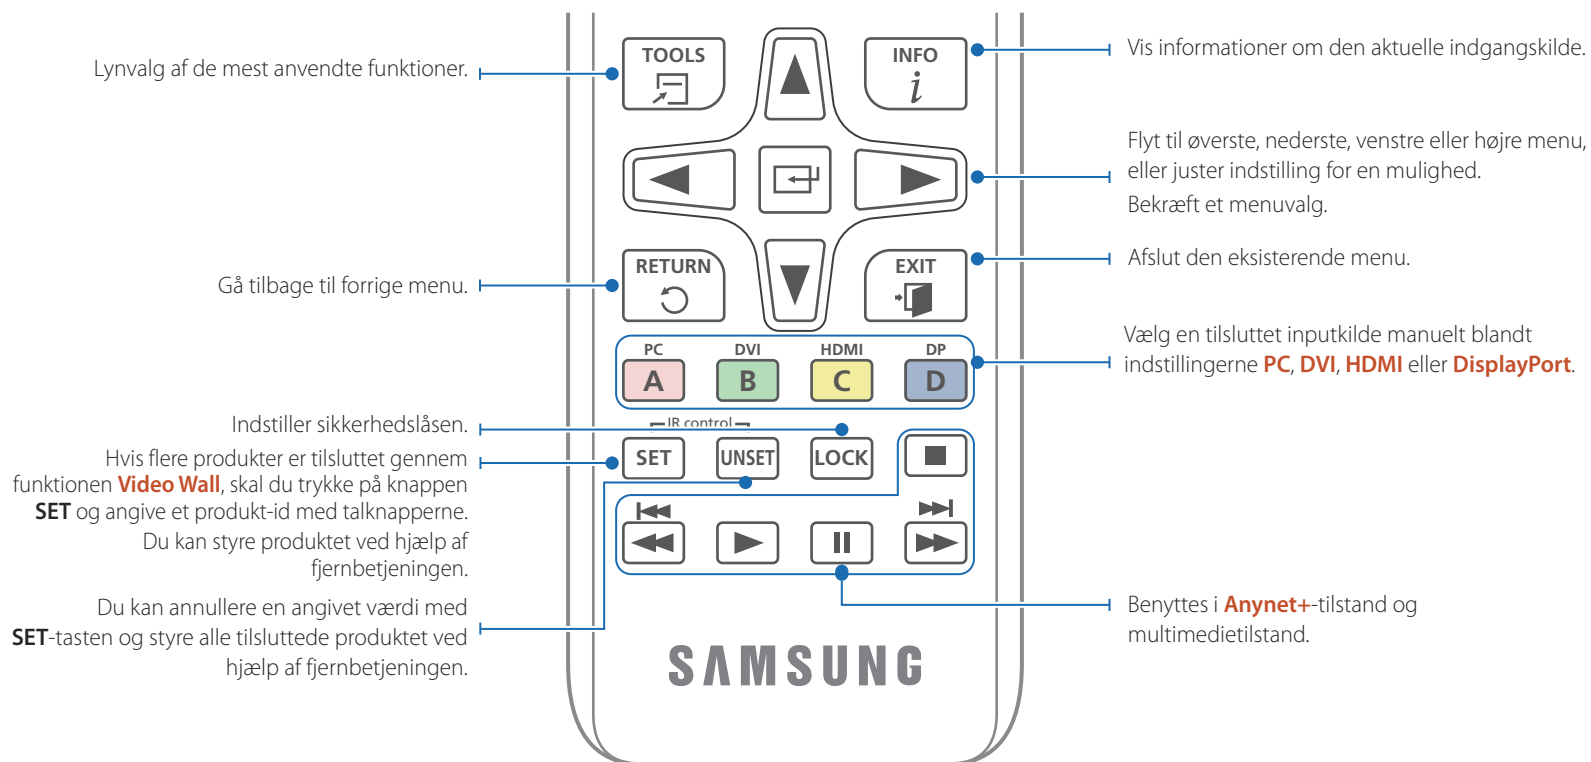 Lynvalg af de mest anvendte funktioner.
TOOLS
INFO
i
Vis informationer om den aktuelle indgangskilde.
Flyt til øverste, nederste, venstre eller højre menu,
eller juster indstilling for en mulighed.
Bekræft et menuvalg.
Gå tilbage til forrige menu.
RETURN
EXIT
Afslut den eksisterende menu.
PC
DVI
HDMI
DP
A
B
C
D
Vælg en tilsluttet inputkilde manuelt blandt
indstillingerne PC, DVI, HDMI eller DisplayPort.
Indstiller sikkerhedslåsen.
IR control
SET
UNSET
LOCK
Hvis flere produkter er tilsluttet gennem
funktionen Video Wall, skal du trykke på knappen
SET og angive et produkt-id med talknapperne.
Du kan styre produktet ved hjælp af
fjernbetjeningen.
Du kan annullere en angivet værdi med
SET-tasten og styre alle tilsluttede produktet ved
hjælp af fjernbetjeningen.
Benyttes i Anynet+-tilstand og
multimedietilstand.
SAMSUNG